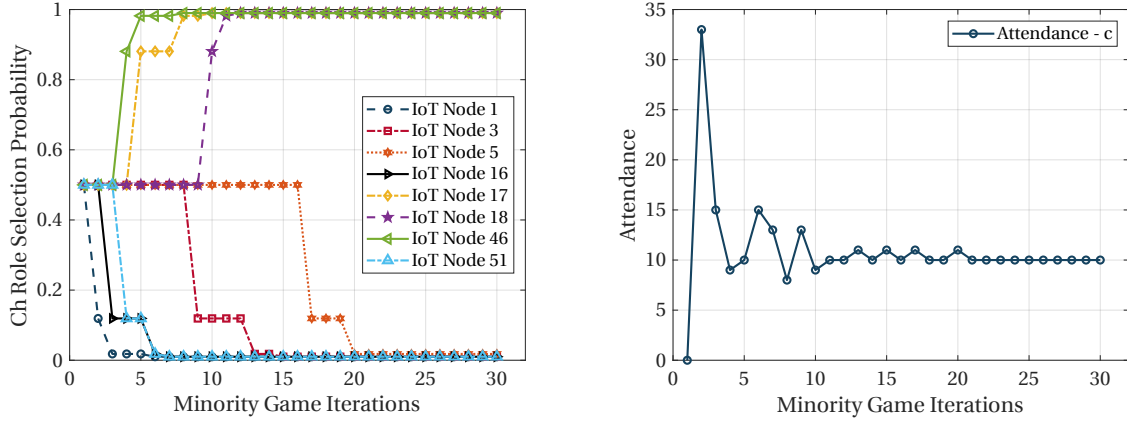 Ch Role Selection Probability
1
0.8
0.6
0.4
0.2
0
IoT Node 1
IoT Node 3
IoT Node 5
IoT Node 16
IoT Node 17
IoT Node 18
IoT Node 46
IoT Node 51
0 5 10 15 20 25 30
Minority Game Iterations
Attendance
35
30
25
20
15
10
5
0
Attendance - c
0 5 10 15 20 25 30
Minority Game Iterations